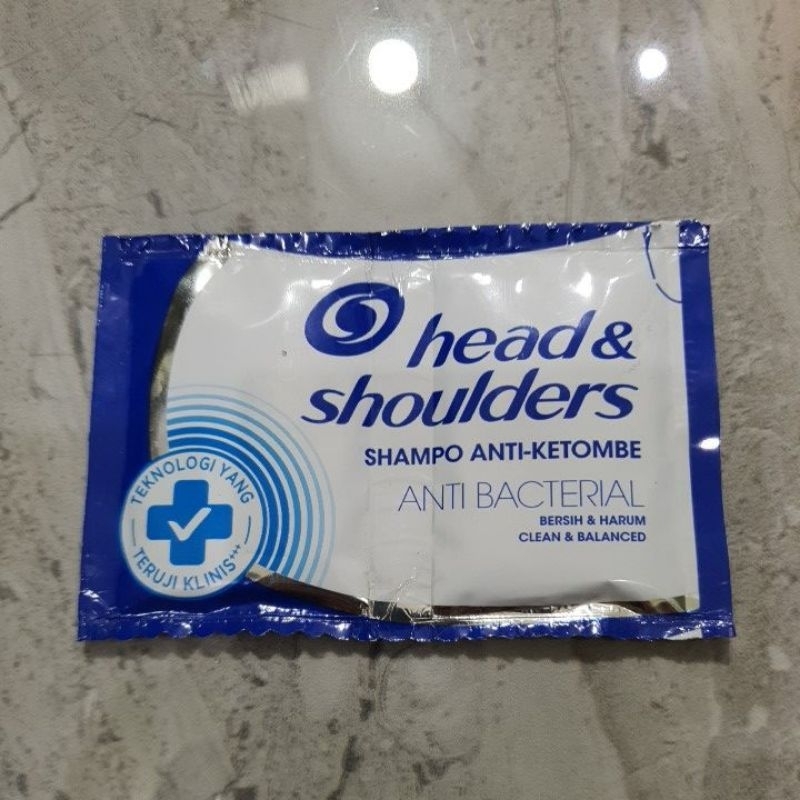 head &
shoulders
SHAMPO ANTI-KETOMBE
ANTI BACTERIAL
BERSIH & HARUM
CLEAN & BALANCED
TEKNOLOGI YANG
TERUJI KLINIS+++